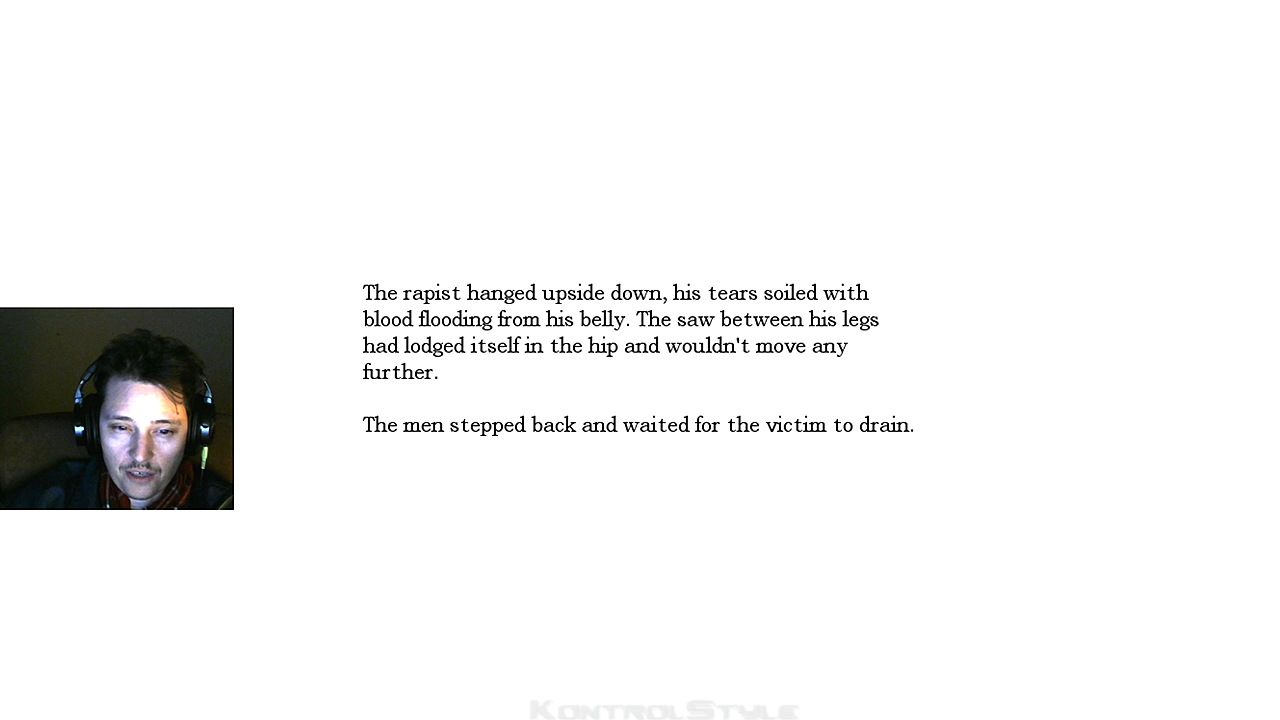 The rapist hanged upside down, his tears soiled with
blood flooding from his belly. The saw between his legs
had lodged itself in the hip and wouldn't move any
further.
The men stepped back and waited for the victim to drain.
KontrolStyle